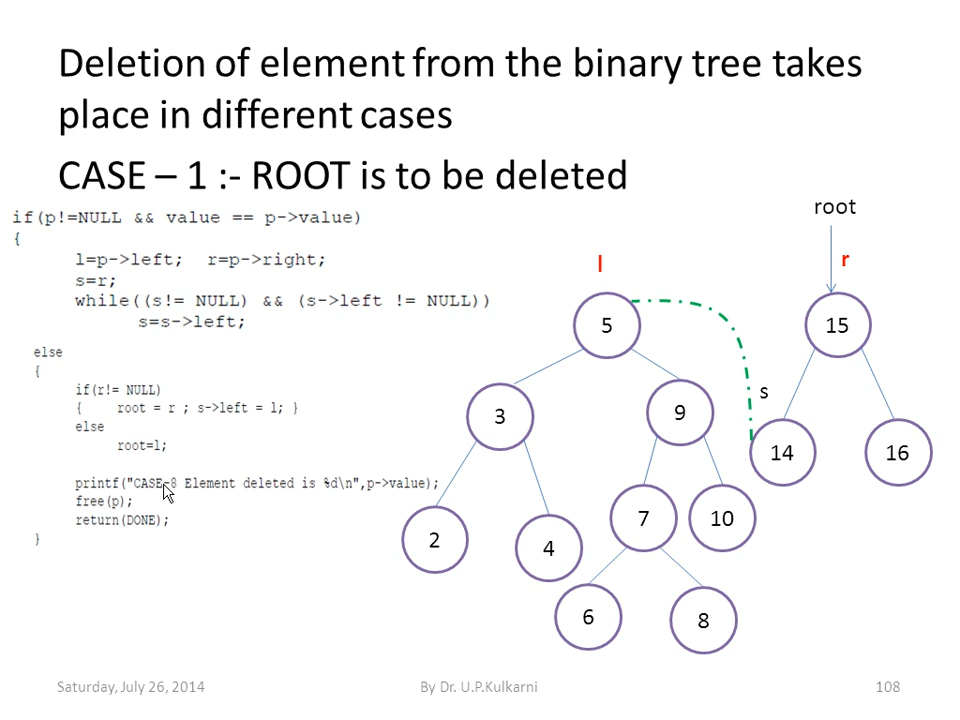 Deletion of element from the binary tree takes
place in different cases
CASE – 1 :- ROOT is to be deleted
if(p!=NULL && value == p->value)
{
l=p->left; r=p->right;
s=r;
while((s!= NULL) && (s->left != NULL))
s=s->left;
else
{
if(r!= NULL)
{ root = r ; s->left = l; }
else
root=l;
printf("CASE-8 Element deleted is %d\n",p->value);
free(p);
return(DONE);
}
root
l
r
5
15
s
3
9
14
16
2
4
7
10
6
8
Saturday, July 26, 2014
By Dr. U.P.Kulkarni
108